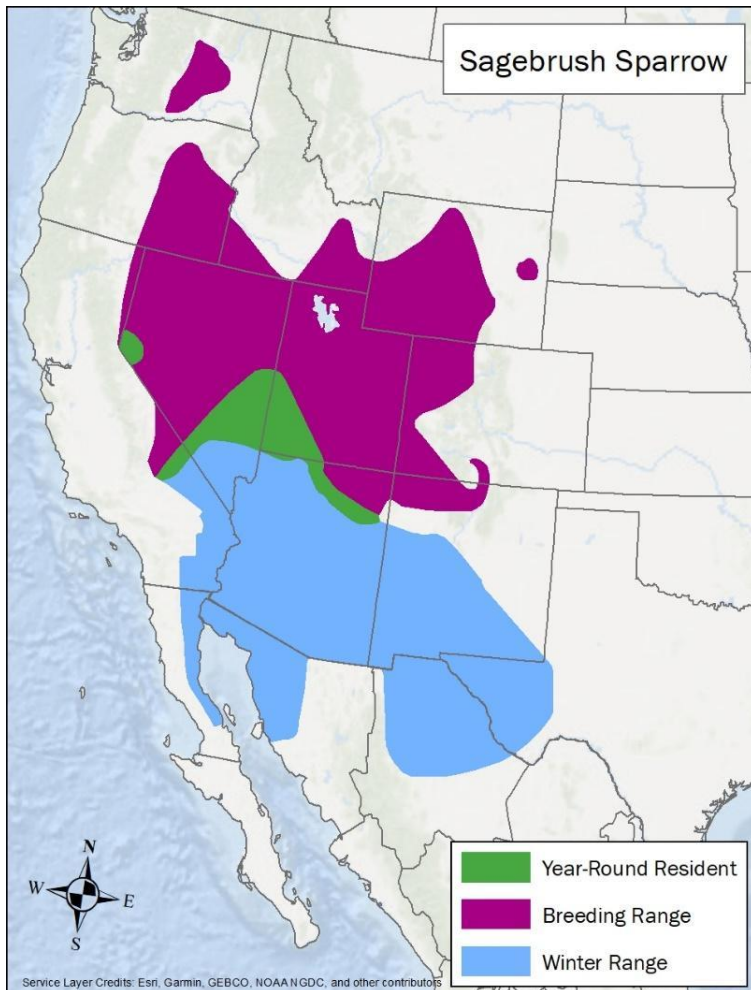 Sagebrush Sparrow
N
W
E
S
Year-Round Resident
Breeding Range
Winter Range
Service Layer Credits: Esri, Garmin, GEBCO, NOAA NGDC, and other contributors